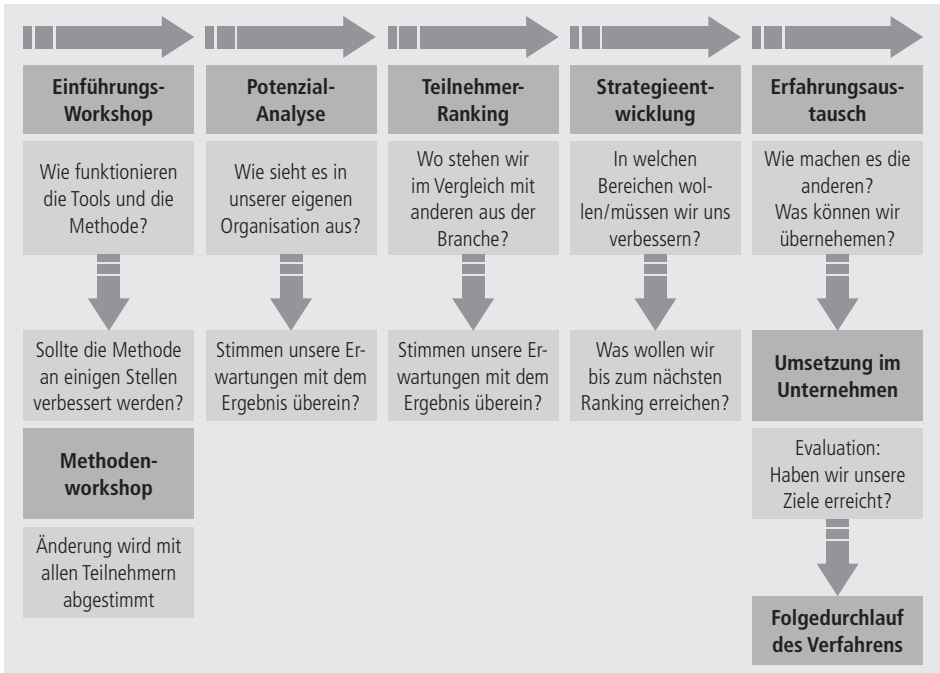 Einführungs-
Workshop
Wie funktionieren
die Tools und die
Methode?
Sollte die Methode
an einigen Stellen
verbessert werden?
Methoden-
workshop
Änderung wird mit
allen Teilnehmern
abgestimmt
Potenzial-
Analyse
Wie sieht es in
unserer eigenen
Organisation aus?
Stimmen unsere Er-
wartungen mit dem
Ergebnis überein?
Teilnehmer-
Ranking
Wo stehen wir
im Vergleich mit
anderen aus der
Branche?
Stimmen unsere Er-
wartungen mit dem
Ergebnis überein?
Strategieent-
wicklung
In welchen
Bereichen wol-
len/müssen wir uns
verbessern?
Was wollen wir
bis zum nächsten
Ranking erreichen?
Erfahrungsaus-
tausch
Wie machen es die
anderen?
Was können wir
übernehemen?
Umsetzung im
Unternehmen
Evaluation:
Haben wir unsere
Ziele erreicht?
Folgedurchlauf
des Verfahrens